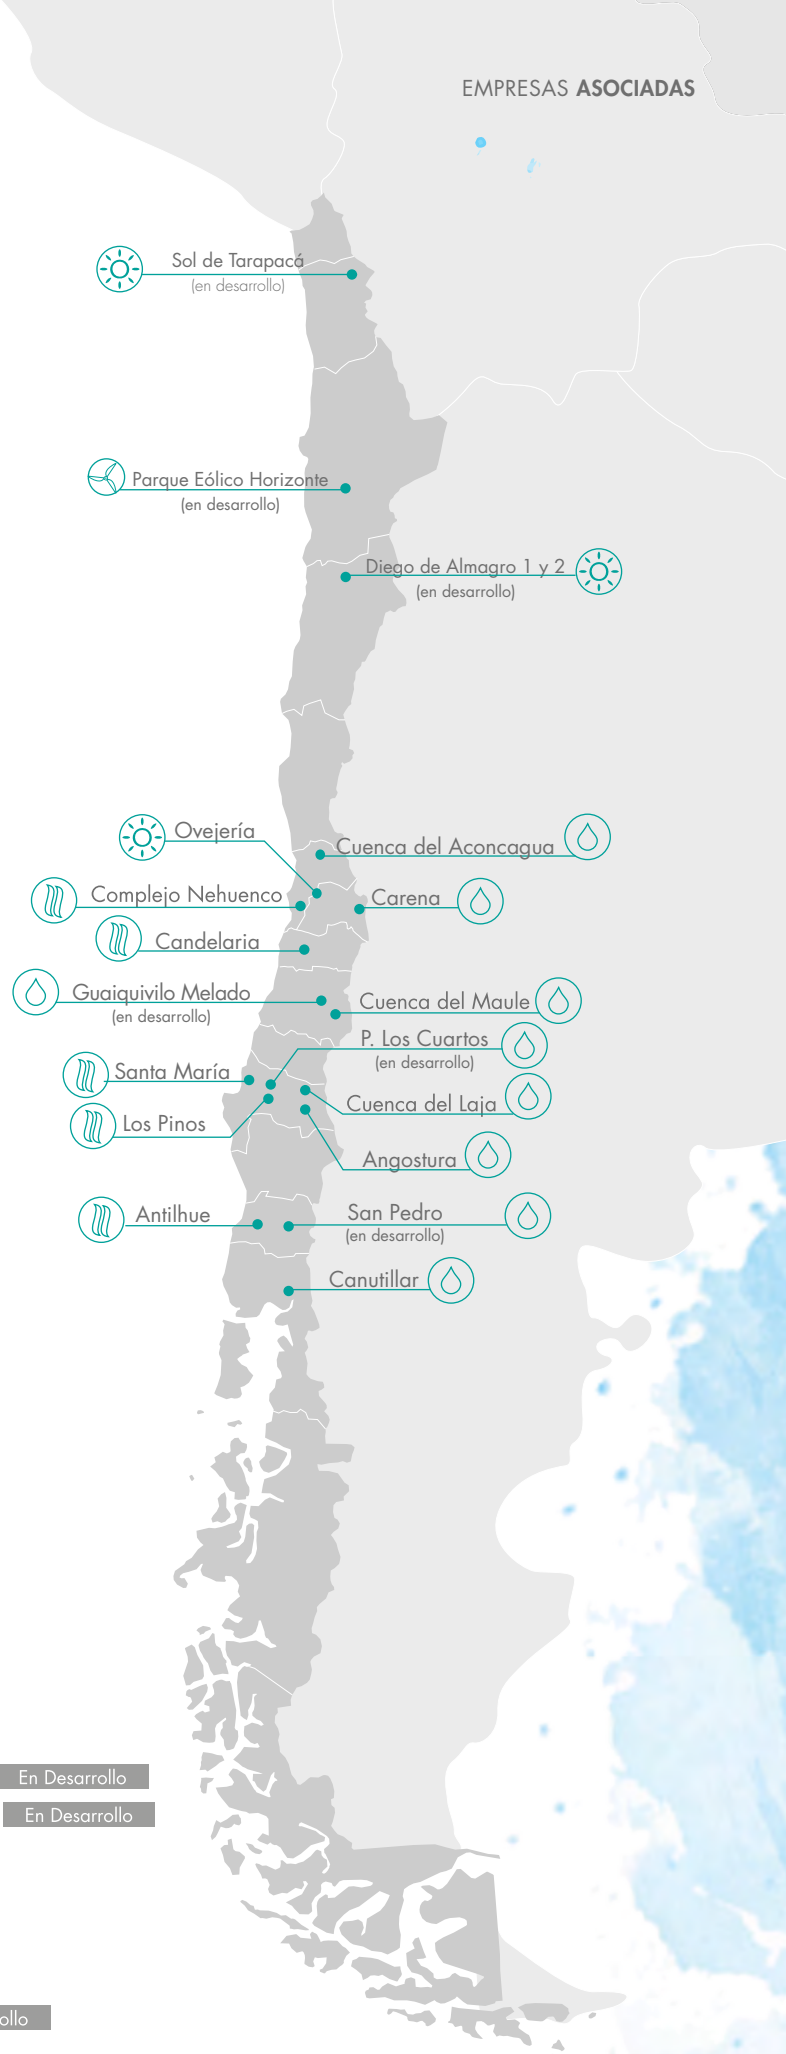 EMPRESAS ASOCIADAS
Sol de Tarapacá
(en desarrollo)
Parque Eólico Horizonte
(en desarrollo)
Diego de Almagro 1 y 2
(en desarrollo)
Ovejería
Cuenca del Aconcagua
Complejo Nehuenco
Carena
Candelaria
Guaiquivilo Melado
(en desarrollo)
Cuenca del Maule
P. Los Cuartos
(en desarrollo)
Santa María
Cuenca del Laja
Los Pinos
Angostura
Antilhue
San Pedro
(en desarrollo)
Canutillar
En Desarrollo
En Desarrollo
ollo